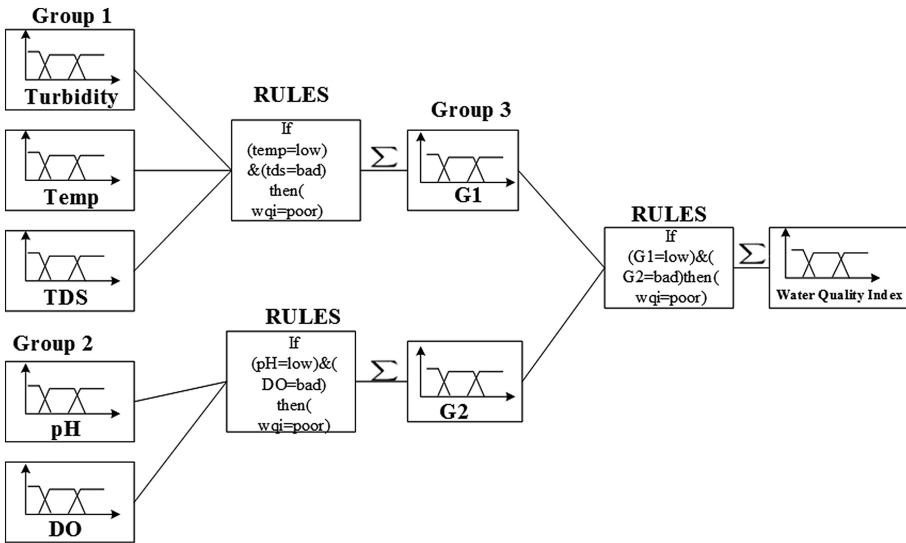 Group 1
Turbidity
Temp
TDS
RULES
If
(temp=low)
&(tds=bad)
then(
wqi=poor)
Σ
Group 3
G1
Group 2
pH
DO
RULES
If
(pH=low)&(
DO=bad)
then(
wqi=poor)
Σ
G2
RULES
If
(G1=low)&(
G2=bad)then(
wqi=poor)
Σ
Water Quality Index